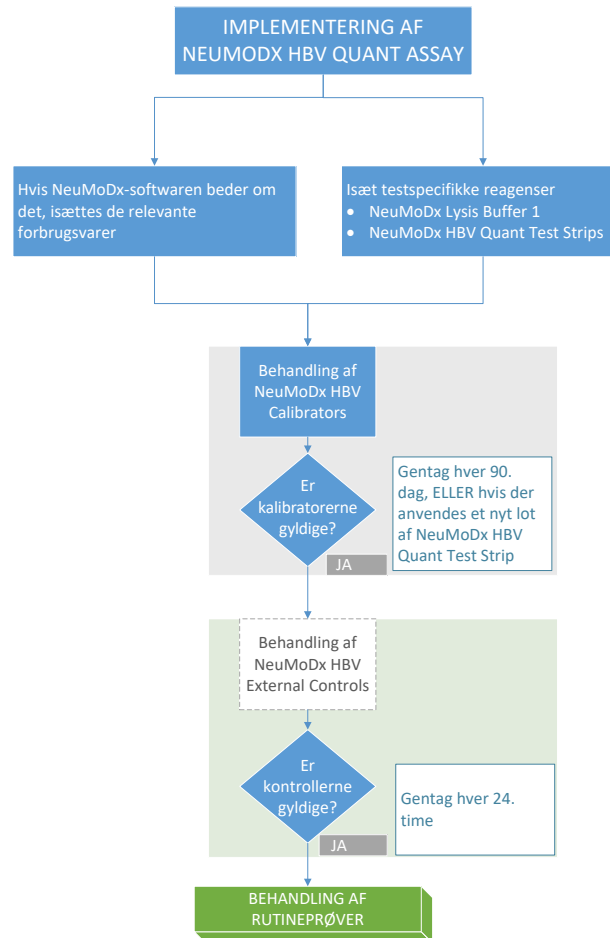 IMPLEMENTERING AF
NEUMODX HBV QUANT ASSAY
Hvis NeuMoDx-softwaren beder om
det, isættes de relevante
forbrugsvarer
Isæt testspecifikke reagenser
• NeuMoDx Lysis Buffer 1
• NeuMoDx HBV Quant Test Strips
Behandling af
NeuMoDx HBV
Calibrators
Er
kalibratorerne
gyldige?
JA
Gentag hver 90.
dag, ELLER hvis der
anvendes et nyt lot
af NeuMoDx HBV
Quant Test Strip
Behandling af
NeuMoDx HBV
External Controls
Er
kontrollerne
gyldige?
JA
Gentag hver 24.
time
BEHANDLING AF
RUTINEPRØVER